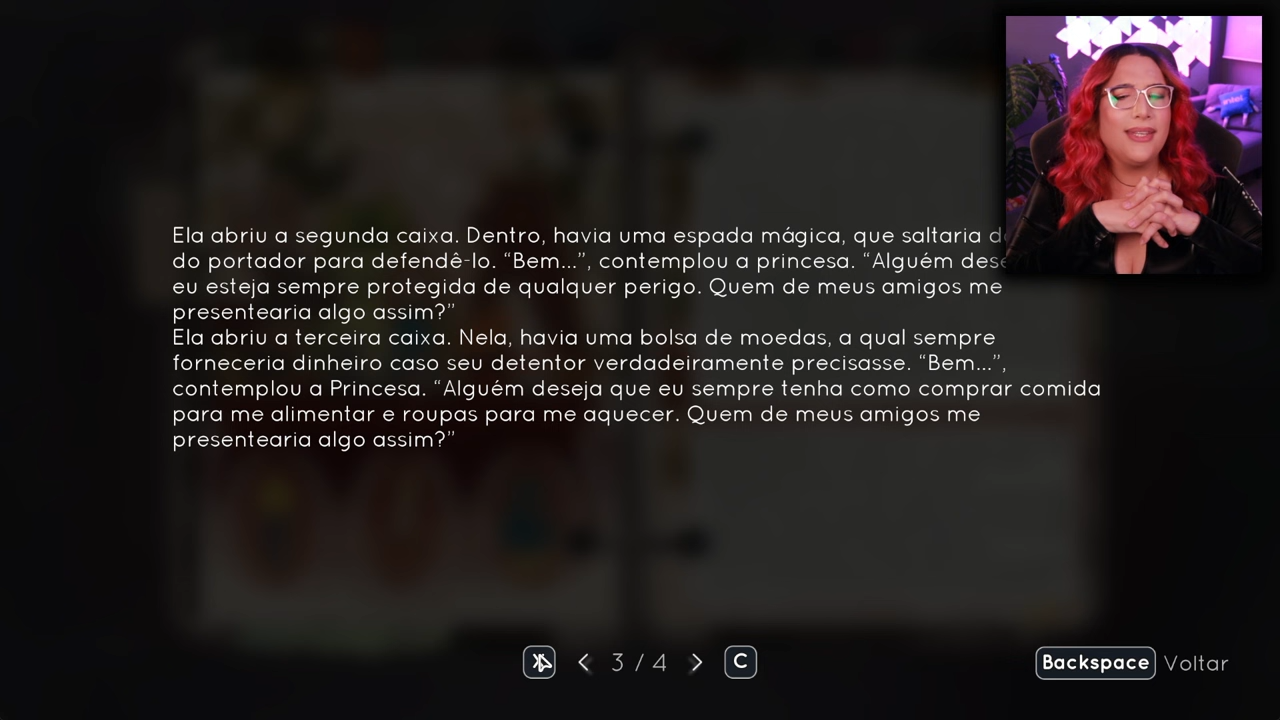 Ela abriu a segunda caixa. Dentro, havia uma espada mágica, que saltaria
do portador para defendê-lo. “Bem...”, contemplou a princesa. “Alguém
eu esteja sempre protegida de qualquer perigo. Quem de meus amigos me
presentearia algo assim?”
Ela abriu a terceira caixa. Nela, havia uma bolsa de moedas, a qual sempre
forneceria dinheiro caso seu detentor verdadeiramente precisasse. “Bem...”,
contemplou a Princesa. “Alguém deseja que eu sempre tenha como comprar comida
para me alimentar e roupas para me aquecer. Quem de meus amigos me
presentearia algo assim?”
< 3 / 4 > C
Backspace Voltar